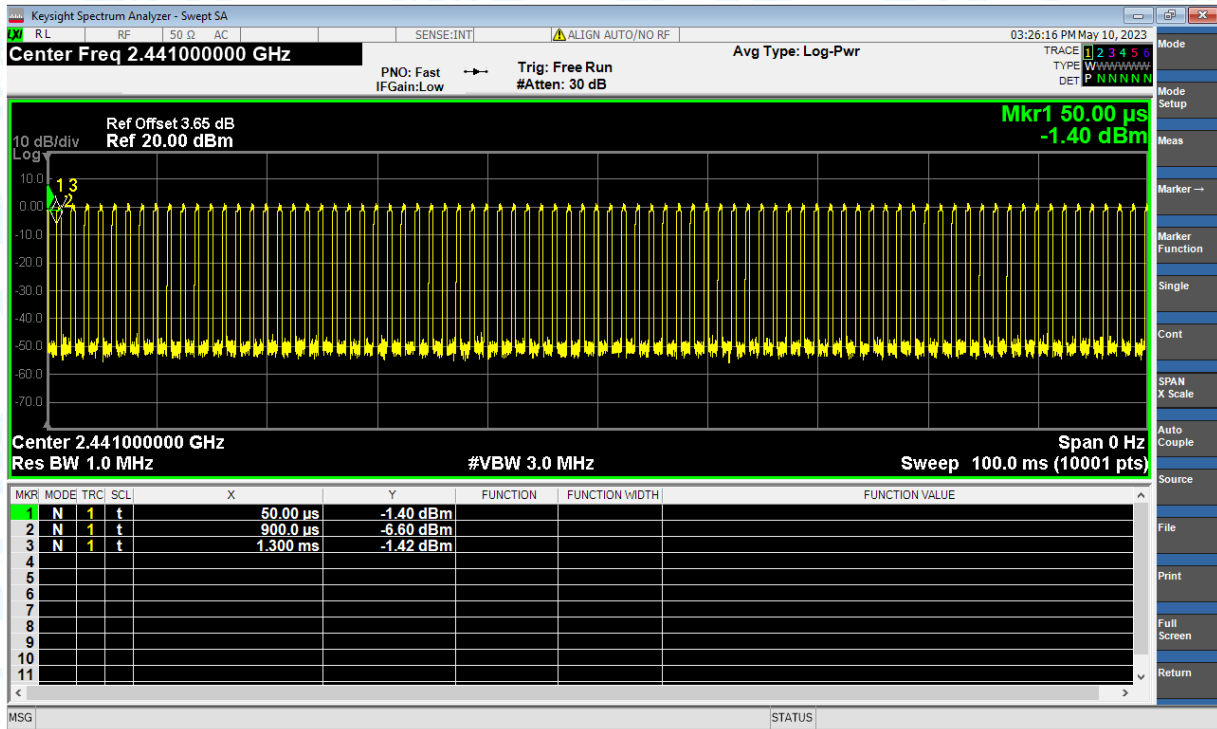 Keysight Spectrum Analyzer - Swept SA
LXI RL RF 50 Ω AC SENSE:INT ALIGN AUTO/NO RF 03:26:16 PM May 10, 2023
Center Freq 2.441000000 GHz
PNO: Fast
IFGain:Low
Trig: Free Run
#Atten: 30 dB
Avg Type: Log-Pwr
TRACE 1 2 3 4 5 6
TYPE WWWWWWW
DET P N N N N N
Mkr1 50.00 µs
-1.40 dBm
Ref Offset 3.65 dB
10 dB/div Ref 20.00 dBm
Log
10.0
0.00
-10.0
-20.0
-30.0
-40.0
-50.0
-60.0
-70.0
1 3
2
Center 2.441000000 GHz Span 0 Hz
Res BW 1.0 MHz #VBW 3.0 MHz Sweep 100.0 ms (10001 pts)
MKR MODE TRC SCL X Y FUNCTION FUNCTION WIDTH FUNCTION VALUE
1 N 1 t 50.00 µs -1.40 dBm
2 N 1 t 900.0 µs -6.60 dBm
3 N 1 t 1.300 ms -1.42 dBm
4
5
6
7
8
9
10
11
MSG STATUS
Mode
Mode
Setup
Meas
Marker →
Marker
Function
Single
Cont
SPAN
X Scale
Auto
Couple
Source
File
Print
Full
Screen
Return